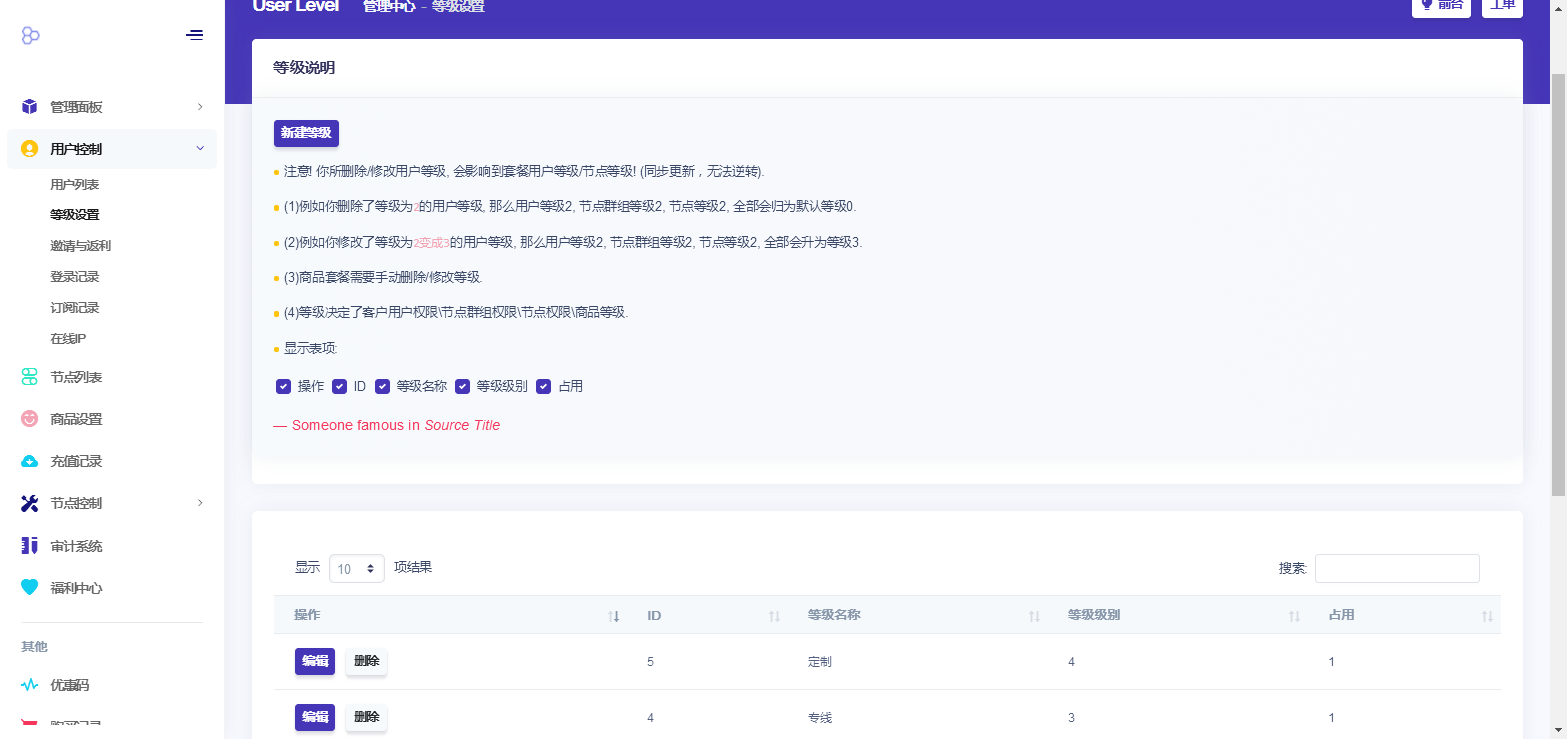 User Level 管理中心 - 等级设置 前台 工单
管理面板
用户控制
用户列表
等级设置
邀请与返利
登录记录
订阅记录
在线IP
节点列表
商品设置
充值记录
节点控制
审计系统
福利中心
其他
优惠码
购买记录
等级说明
新建等级
注意! 你所删除/修改用户等级, 会影响到套餐用户等级/节点等级! (同步更新，无法逆转).
(1)例如你删除了等级为2的用户等级, 那么用户等级2, 节点群组等级2, 节点等级2, 全部会归为默认等级0.
(2)例如你修改了等级为2变成3的用户等级, 那么用户等级2, 节点群组等级2, 节点等级2, 全部会升为等级3.
(3)商品套餐需要手动删除/修改等级.
(4)等级决定了客户用户权限\节点群组权限\节点权限\商品等级.
显示表项:
操作 ID 等级名称 等级级别 占用
— Someone famous in Source Title
显示 10 项结果 搜索:
操作 ID 等级名称 等级级别 占用
编辑 删除 5 定制 4 1
编辑 删除 4 专线 3 1